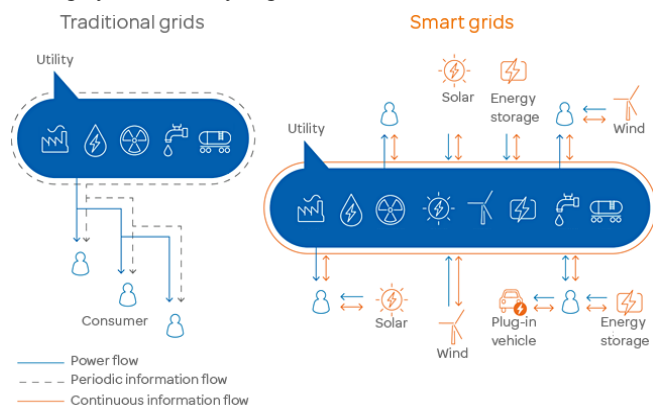 Traditional grids
Smart grids
Utility
Consumer
Utility
Solar
Energy
storage
Wind
Solar
Wind
Plug-in
vehicle
Energy
storage
Power flow
Periodic information flow
Continuous information flow